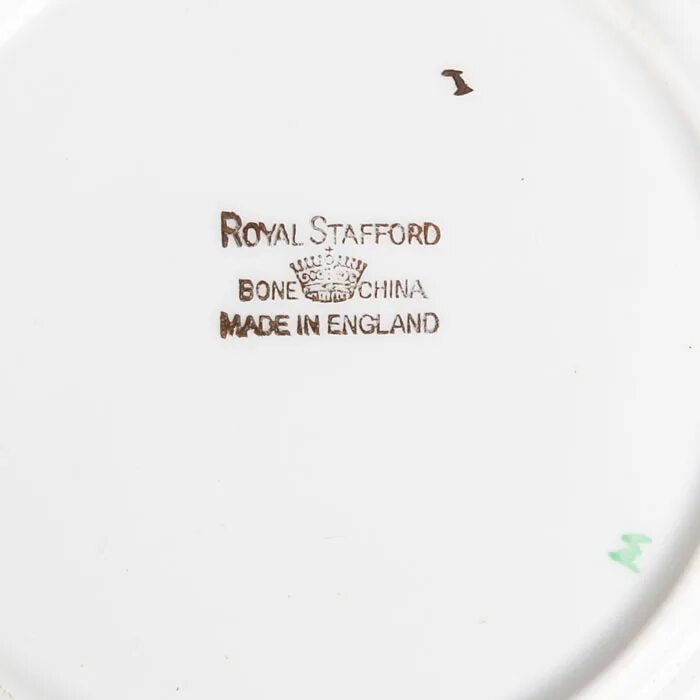 ROYAL STAFFORD
BONE CHINA
MADE IN ENGLAND